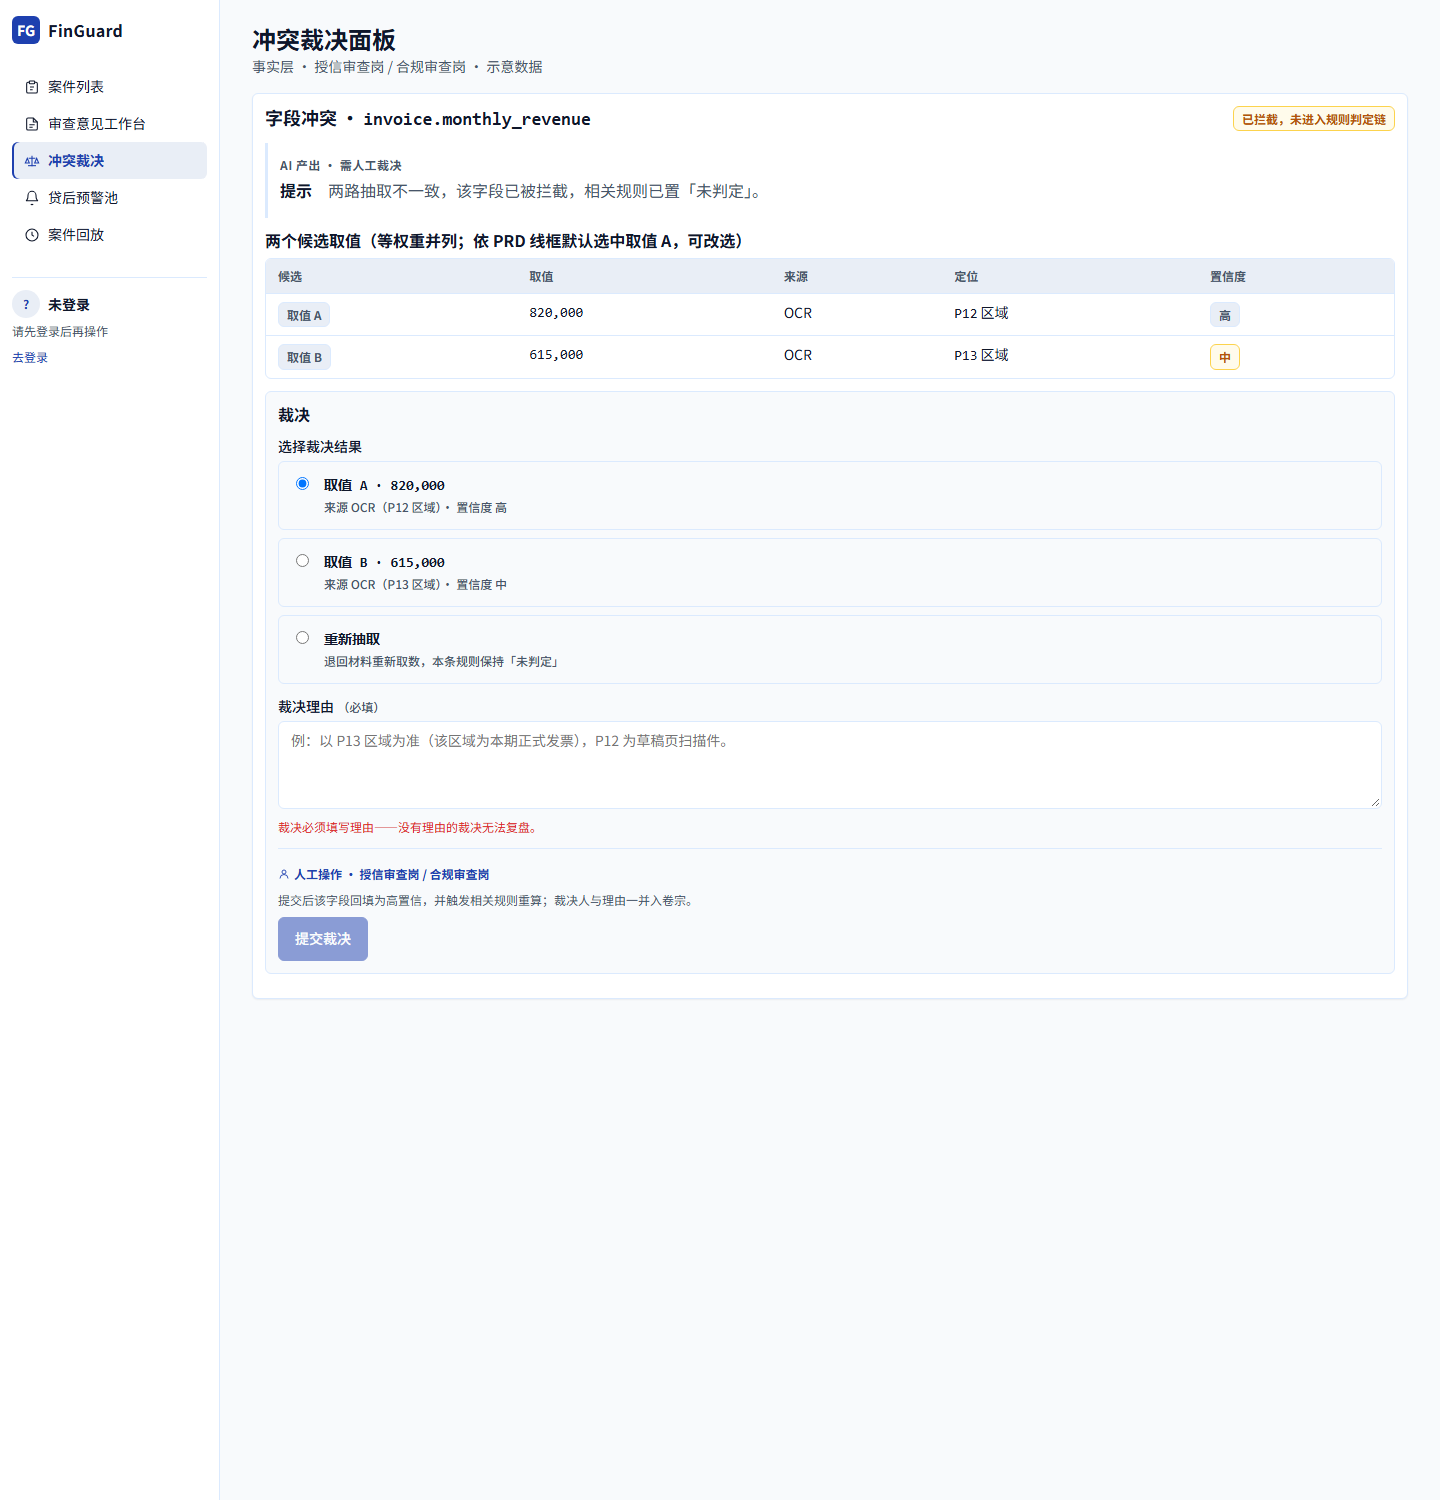 FG FinGuard
案件列表
审查意见工作台
冲突裁决
贷后预警池
案件回放
? 未登录
请先登录后再操作
去登录
冲突裁决面板
事实层 · 授信审查岗 / 合规审查岗 · 示意数据
字段冲突 · invoice.monthly_revenue
已拦截，未进入规则判定链
AI 产出 · 需人工裁决
提示 两路抽取不一致，该字段已被拦截，相关规则已置「未判定」。
两个候选取值（等权重并列；依 PRD 线框默认选中取值 A，可改选）
候选 取值 来源 定位 置信度
取值 A 820,000 OCR P12 区域 高
取值 B 615,000 OCR P13 区域 中
裁决
选择裁决结果
取值 A · 820,000
来源 OCR（P12 区域）· 置信度 高
取值 B · 615,000
来源 OCR（P13 区域）· 置信度 中
重新抽取
退回材料重新取数，本条规则保持「未判定」
裁决理由 （必填）
例：以 P13 区域为准（该区域为本期正式发票），P12 为草稿页扫描件。
裁决必须填写理由——没有理由的裁决无法复盘。
人工操作 · 授信审查岗 / 合规审查岗
提交后该字段回填为高置信，并触发相关规则重算；裁决人与理由一并入卷宗。
提交裁决